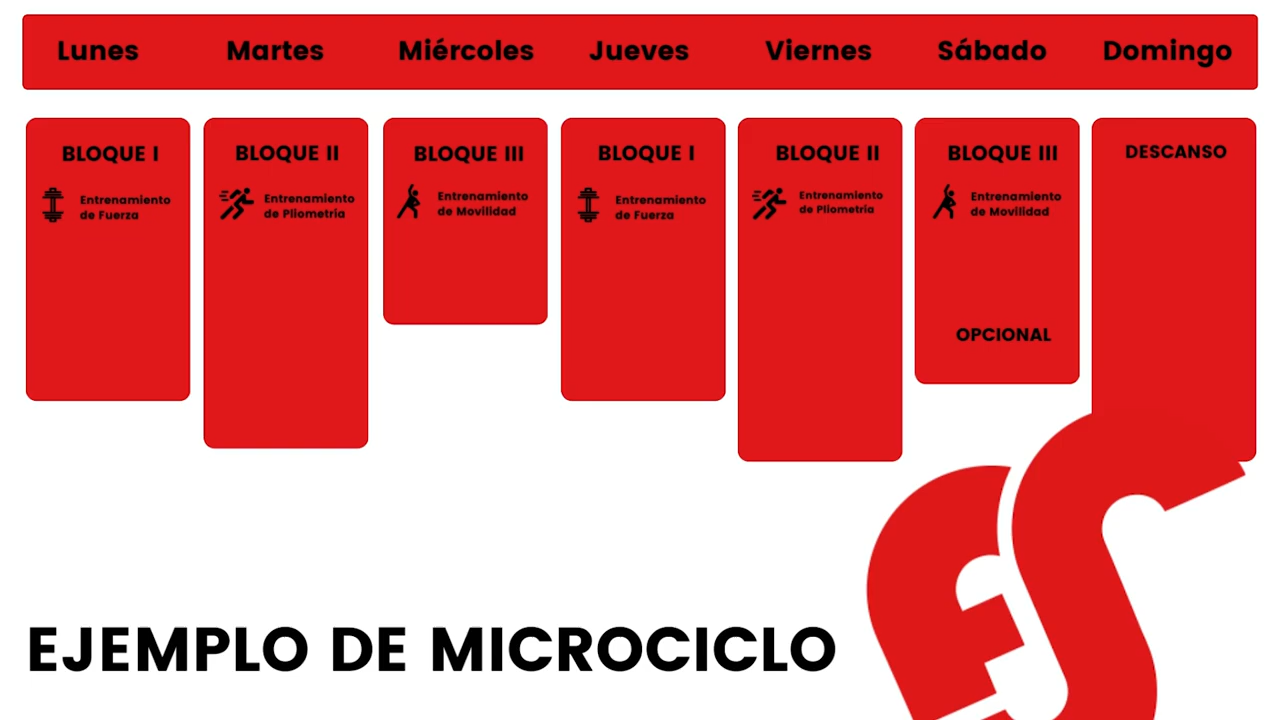 Lunes Martes Miércoles Jueves Viernes Sábado Domingo
BLOQUE I
Entrenamiento
de Fuerza
BLOQUE II
Entrenamiento
de Pliometría
BLOQUE III
Entrenamiento
de Movilidad
BLOQUE I
Entrenamiento
de Fuerza
BLOQUE II
Entrenamiento
de Pliometría
BLOQUE III
Entrenamiento
de Movilidad
OPCIONAL
DESCANSO
EJEMPLO DE MICROCICLO